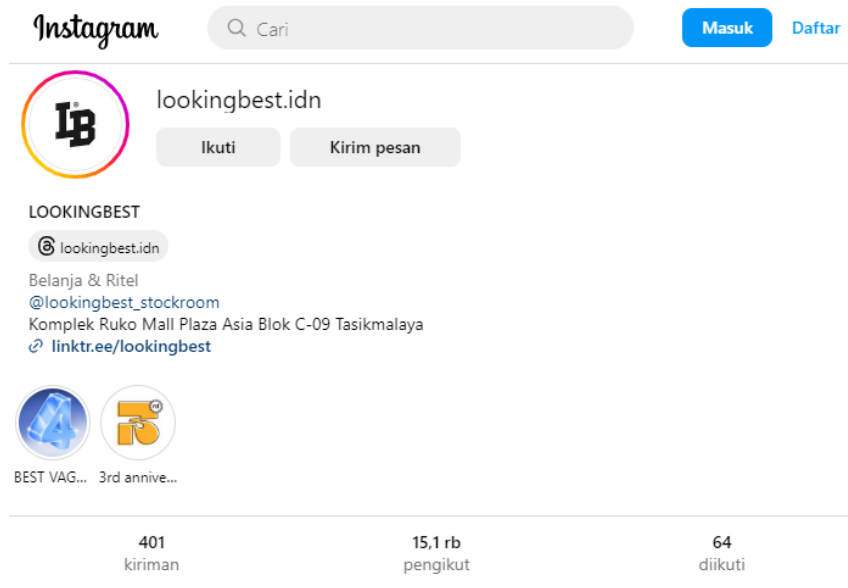 Instagram
Cari
Masuk
Daftar
LB
lookingbest.idn
Ikuti
Kirim pesan
LOOKINGBEST
lookingbest.idn
Belanja & Ritel
@lookingbest_stockroom
Komplek Ruko Mall Plaza Asia Blok C-09 Tasikmalaya
linktr.ee/lookingbest
4
BEST VAG... 3rd annive...
401 15,1 rb 64
kiriman pengikut diikuti